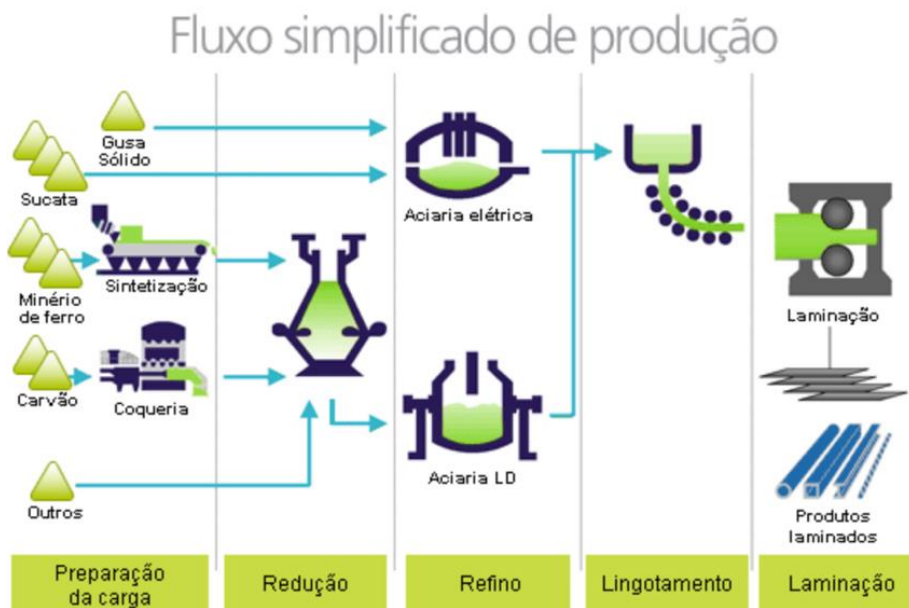 Fluxo simplificado de produção
Gusa
Sólido
Sucata
Aciaria elétrica
Minério
de ferro
Sintetização
Laminação
Carvão
Coqueria
Aciaria LD
Outros
Produtos
laminados
Preparação
da carga
Redução
Refino
Lingotamento
Laminação